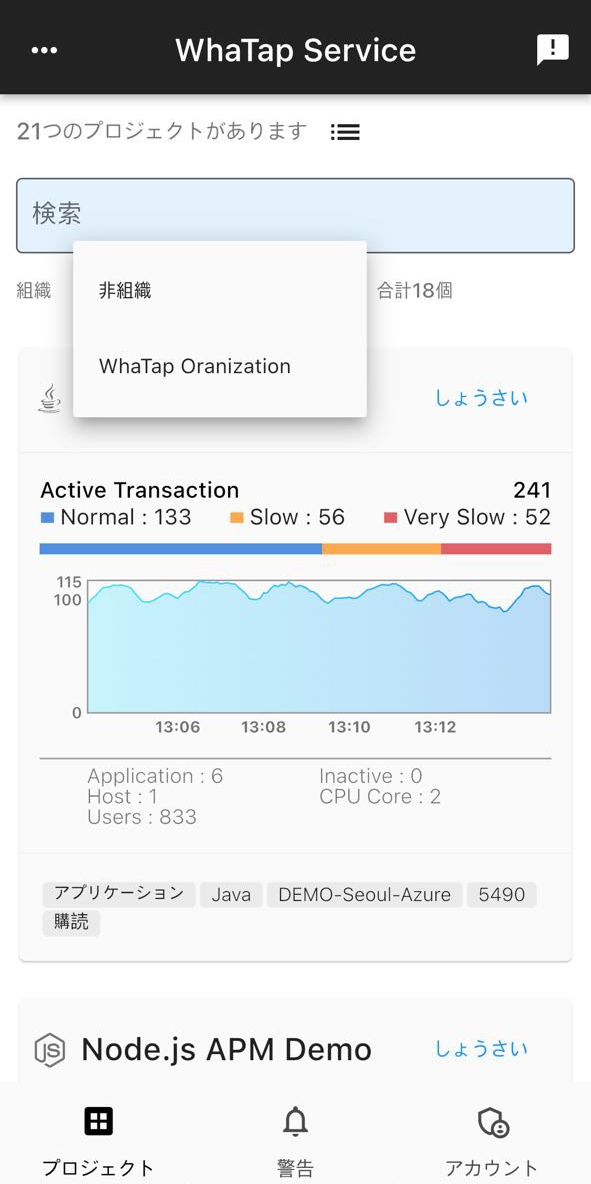 WhaTap Service
21つのプロジェクトがあります
検索
組織
非組織
合計18個
WhaTap Oranization
しょうさい
Active Transaction 241
Normal : 133 Slow : 56 Very Slow : 52
115
100
0
13:06 13:08 13:10 13:12
Application : 6 Inactive : 0
Host : 1 CPU Core : 2
Users : 833
アプリケーション Java DEMO-Seoul-Azure 5490
購読
JS Node.js APM Demo しょうさい
プロジェクト 警告 アカウント